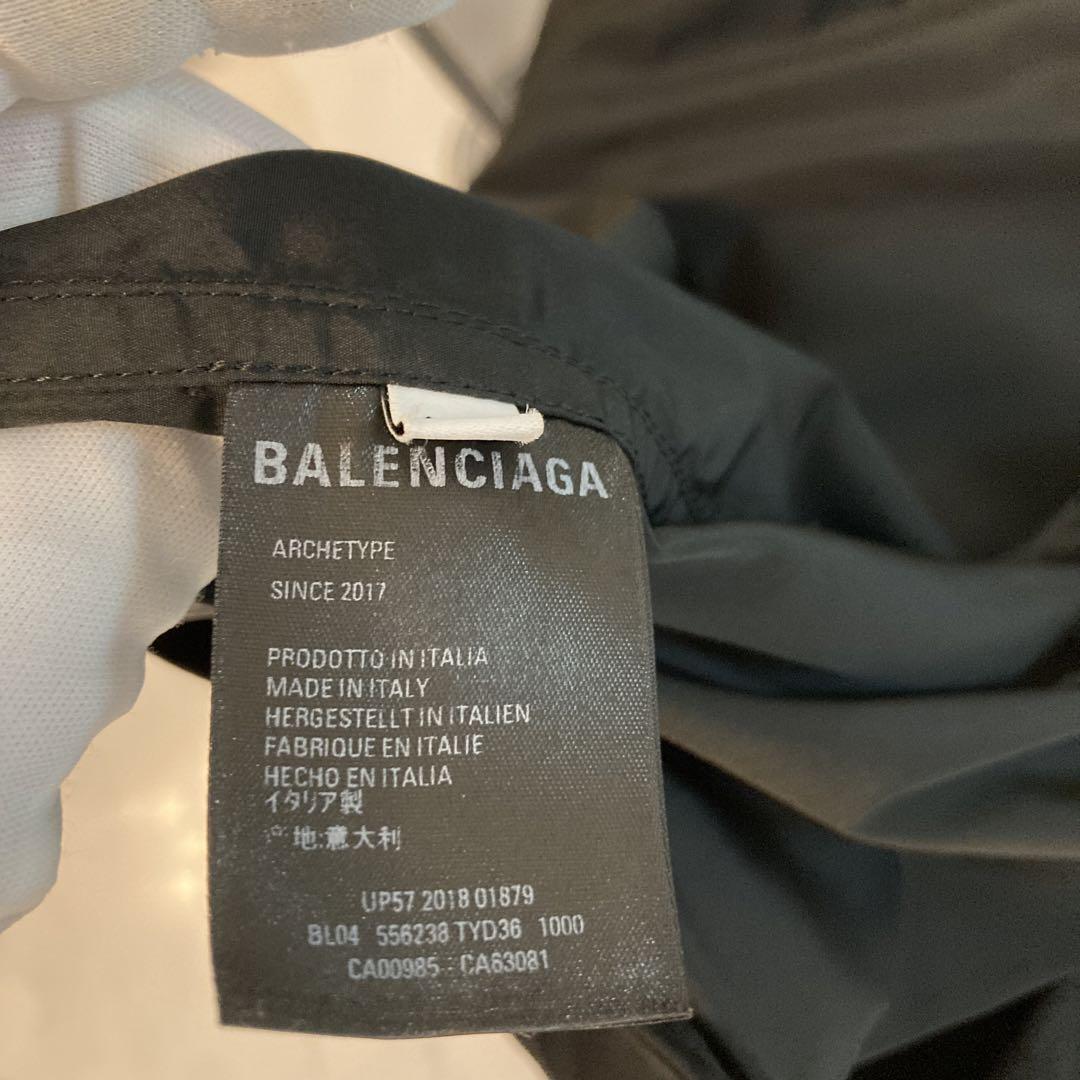 BALENCIAGA
ARCHETYPE
SINCE 2017
PRODOTTO IN ITALIA
MADE IN ITALY
HERGESTELLT IN ITALIEN
FABRIQUE EN ITALIE
HECHO EN ITALIA
イタリア製
地:意大利
UP57 2018 01879
BL04 556238 TYD36 1000
CA00985 - CA63081